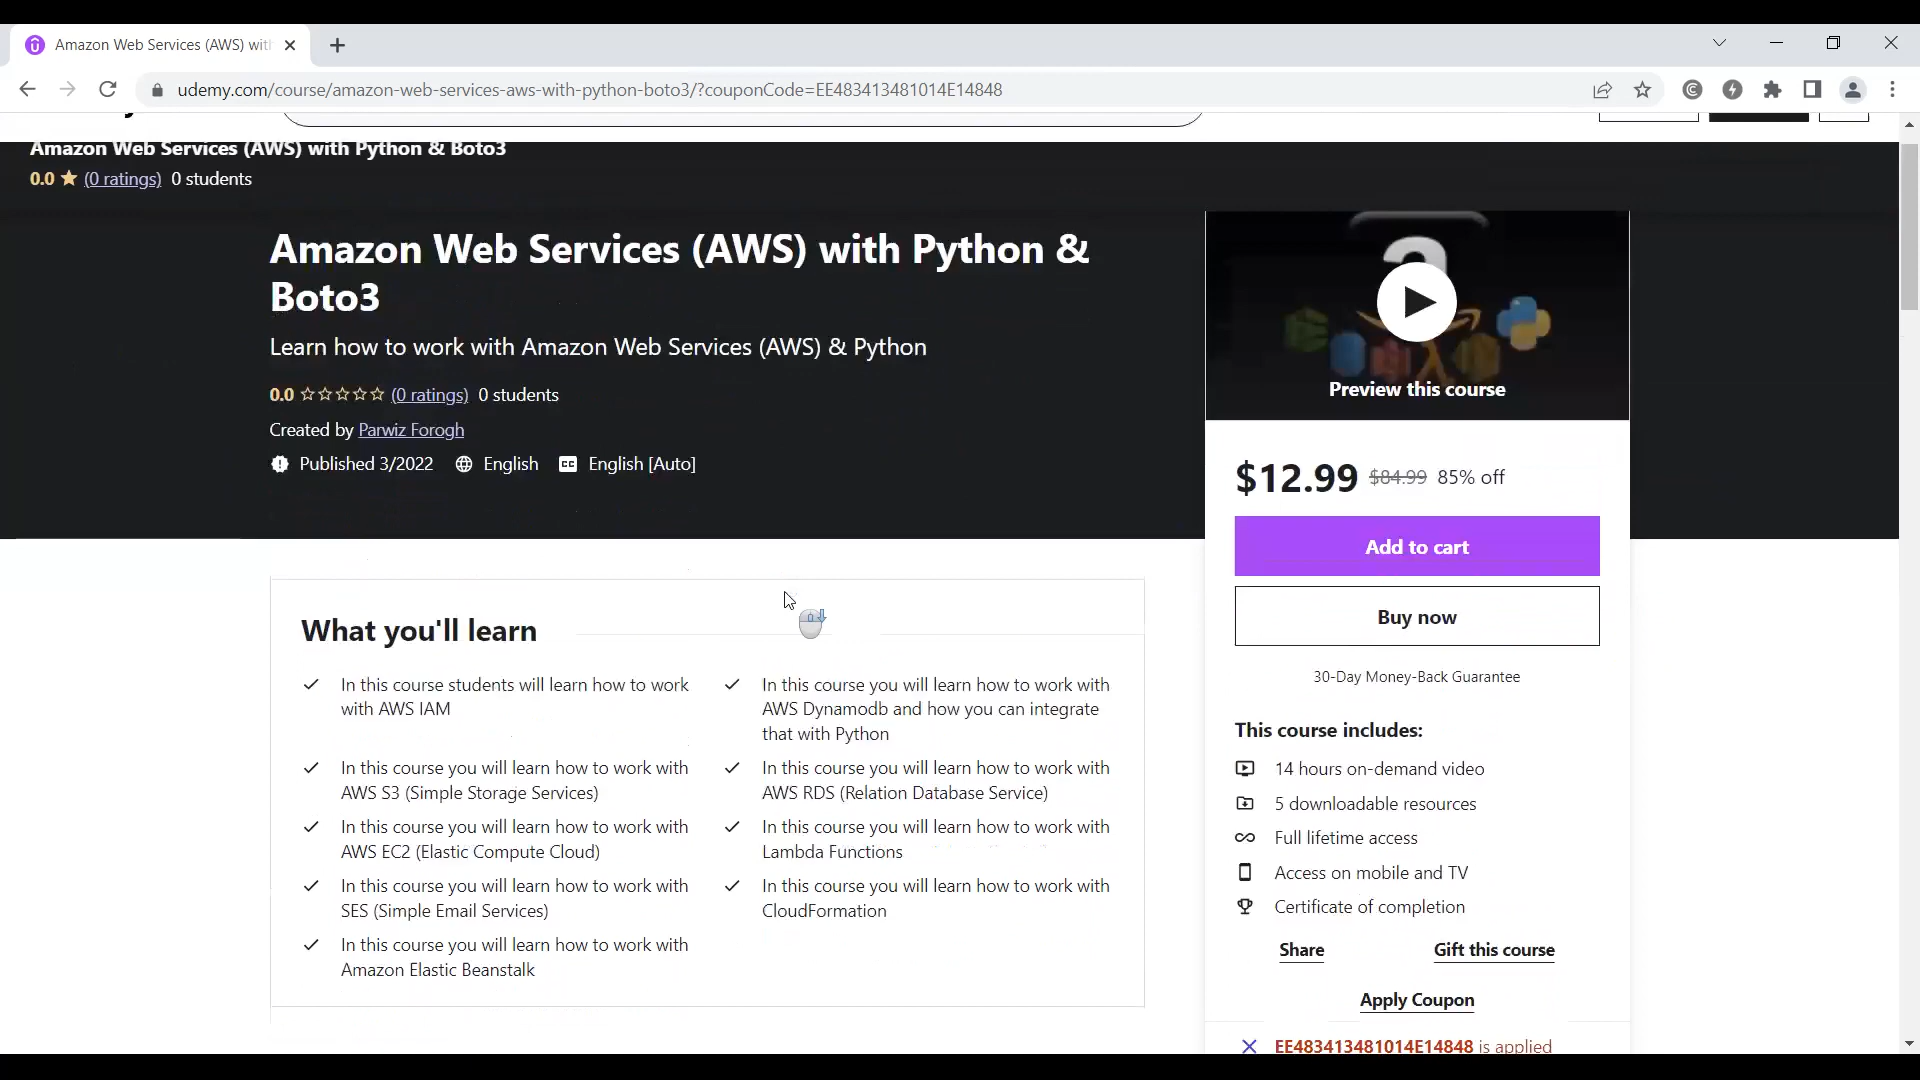 Amazon Web Services (AWS) with
udemy.com/course/amazon-web-services-aws-with-python-boto3/?couponCode=EE483413481014E14848
Amazon Web Services (AWS) with Python & Boto3
0.0 (0 ratings) 0 students
Amazon Web Services (AWS) with Python &
Boto3
Learn how to work with Amazon Web Services (AWS) & Python
0.0 (0 ratings) 0 students
Created by Parwiz Forogh
Published 3/2022 English English [Auto]
What you'll learn
In this course students will learn how to work
with AWS IAM
In this course you will learn how to work with
AWS S3 (Simple Storage Services)
In this course you will learn how to work with
AWS EC2 (Elastic Compute Cloud)
In this course you will learn how to work with
SES (Simple Email Services)
In this course you will learn how to work with
Amazon Elastic Beanstalk
In this course you will learn how to work with
AWS Dynamodb and how you can integrate
that with Python
In this course you will learn how to work with
AWS RDS (Relation Database Service)
In this course you will learn how to work with
Lambda Functions
In this course you will learn how to work with
CloudFormation
Preview this course
$12.99 $84.99 85% off
Add to cart
Buy now
30-Day Money-Back Guarantee
This course includes:
14 hours on-demand video
5 downloadable resources
Full lifetime access
Access on mobile and TV
Certificate of completion
Share Gift this course
Apply Coupon
EE483413481014E14848 is applied